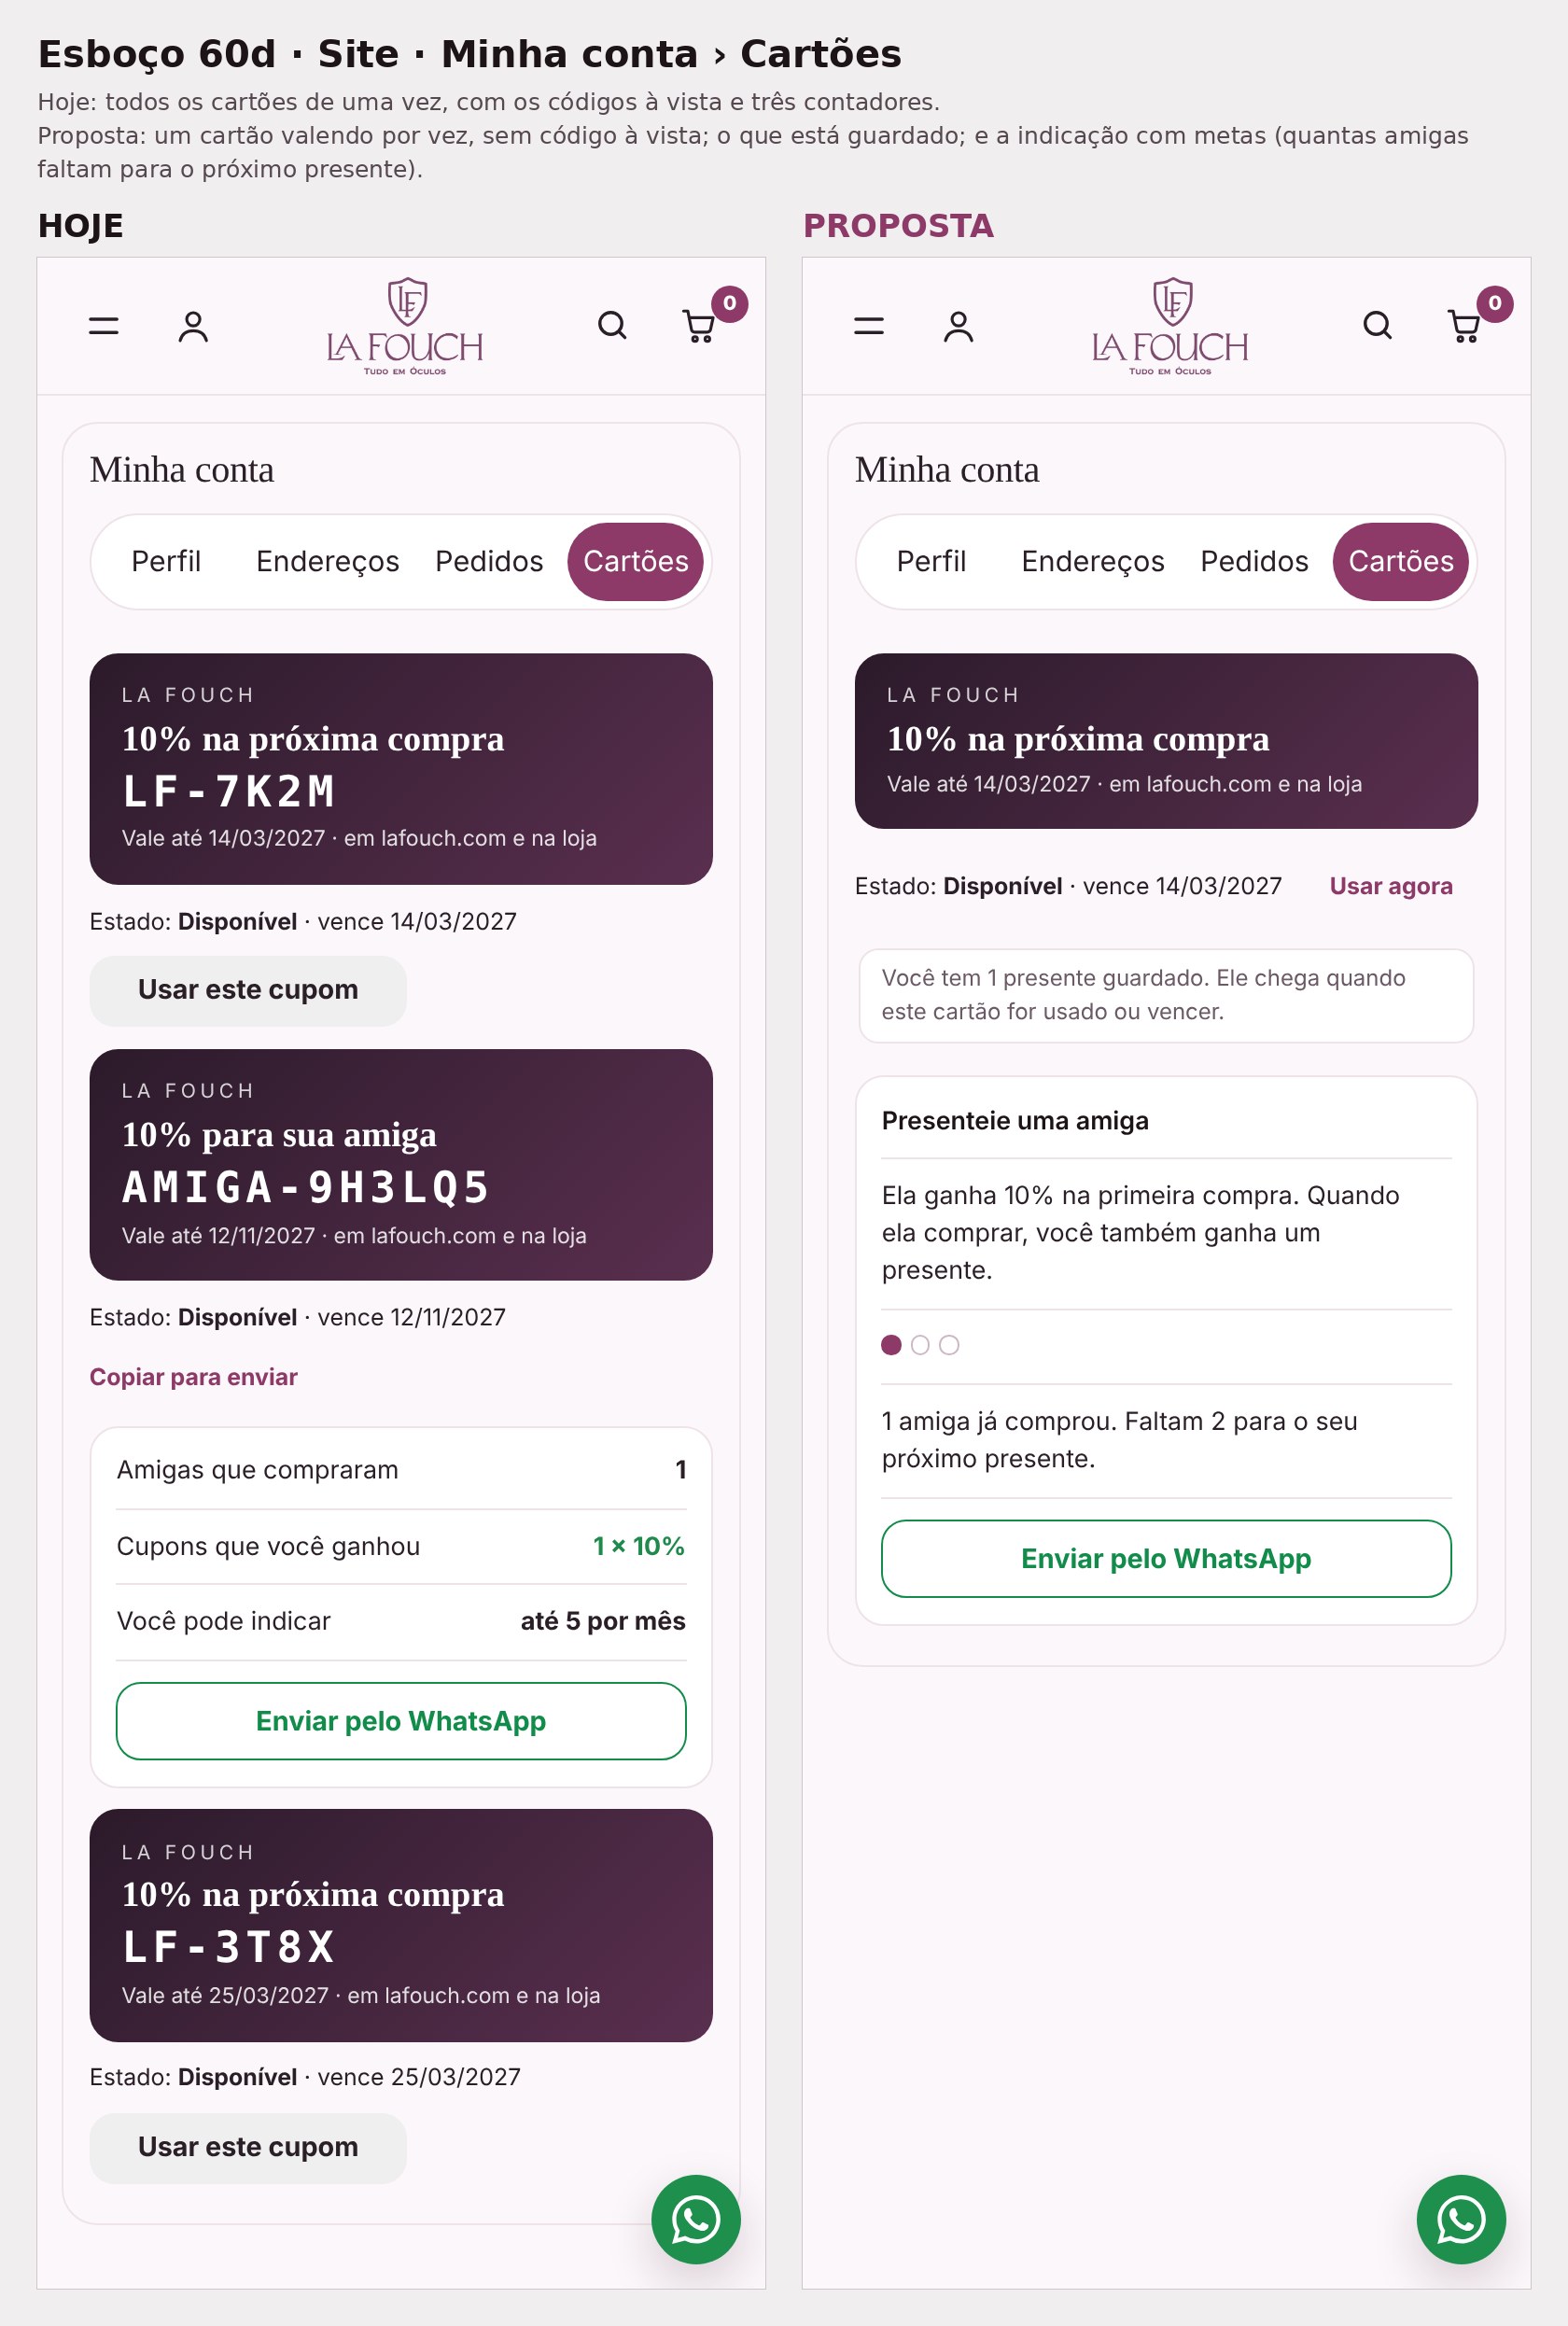 Esboço 60d · Site · Minha conta › Cartões
Hoje: todos os cartões de uma vez, com os códigos à vista e três contadores.
Proposta: um cartão valendo por vez, sem código à vista; o que está guardado; e a indicação com metas (quantas amigas
faltam para o próximo presente).
HOJE
LF
LA FOUCH
TUDO EM ÓCULOS
0
Minha conta
Perfil Endereços Pedidos Cartões
LA FOUCH
10% na próxima compra
LF-7K2M
Vale até 14/03/2027 · em lafouch.com e na loja
Estado: Disponível · vence 14/03/2027
Usar este cupom
LA FOUCH
10% para sua amiga
AMIGA-9H3LQ5
Vale até 12/11/2027 · em lafouch.com e na loja
Estado: Disponível · vence 12/11/2027
Copiar para enviar
Amigas que compraram 1
Cupons que você ganhou 1 × 10%
Você pode indicar até 5 por mês
Enviar pelo WhatsApp
LA FOUCH
10% na próxima compra
LF-3T8X
Vale até 25/03/2027 · em lafouch.com e na loja
Estado: Disponível · vence 25/03/2027
Usar este cupom
PROPOSTA
LF
LA FOUCH
TUDO EM ÓCULOS
0
Minha conta
Perfil Endereços Pedidos Cartões
LA FOUCH
10% na próxima compra
Vale até 14/03/2027 · em lafouch.com e na loja
Estado: Disponível · vence 14/03/2027 Usar agora
Você tem 1 presente guardado. Ele chega quando
este cartão for usado ou vencer.
Presenteie uma amiga
Ela ganha 10% na primeira compra. Quando
ela comprar, você também ganha um
presente.
1 amiga já comprou. Faltam 2 para o seu
próximo presente.
Enviar pelo WhatsApp